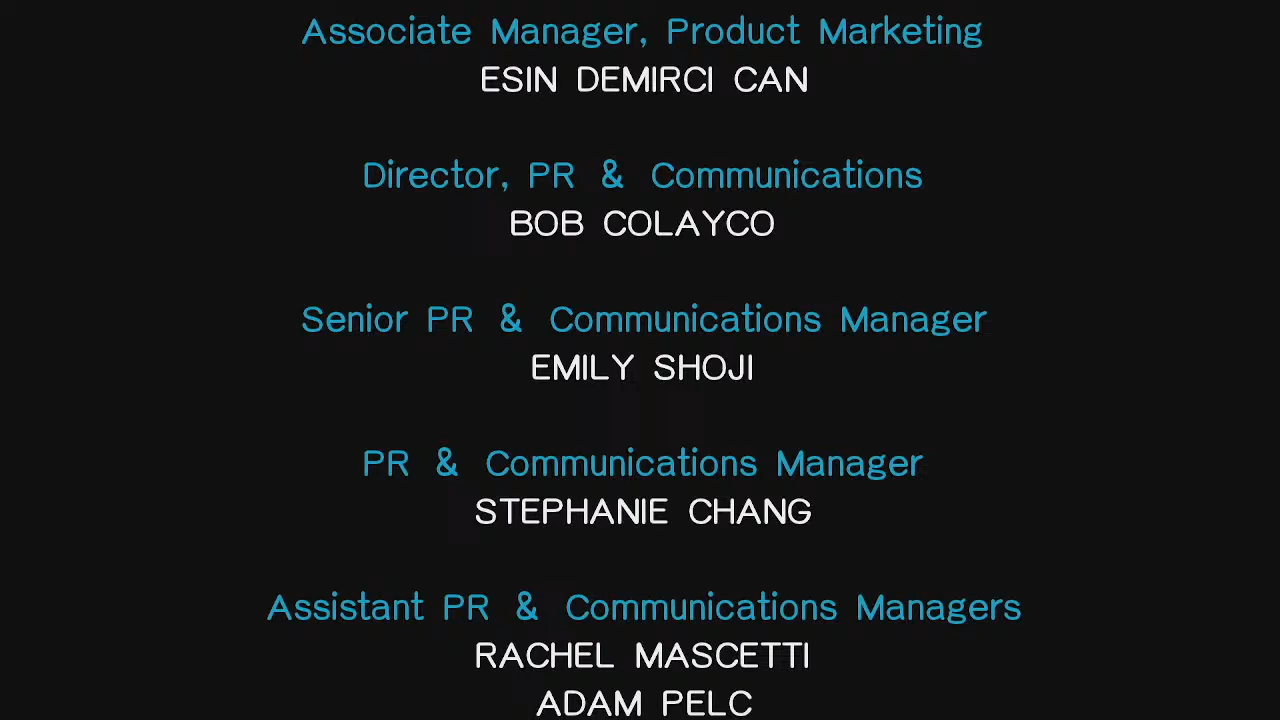 Associate Manager, Product Marketing
ESIN DEMIRCI CAN
Director, PR & Communications
BOB COLAYCO
Senior PR & Communications Manager
EMILY SHOJI
PR & Communications Manager
STEPHANIE CHANG
Assistant PR & Communications Managers
RACHEL MASCETTI
ADAM PELC